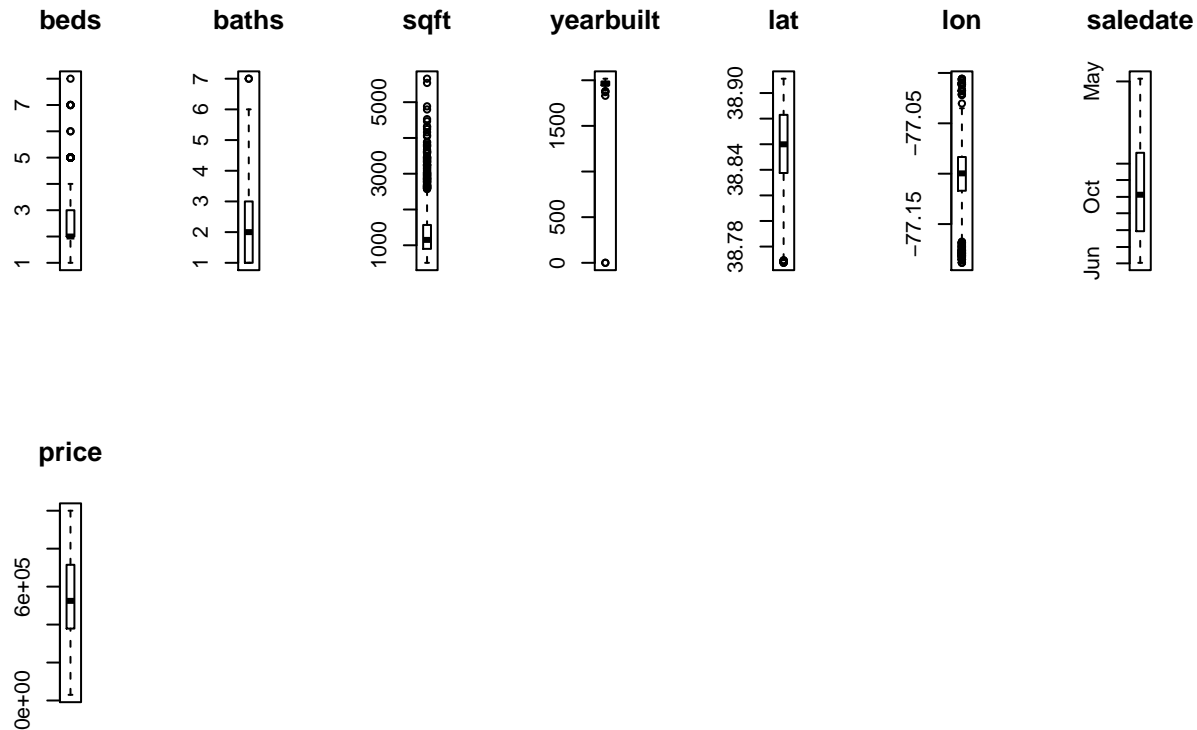 beds baths sqft yearbuilt lat lon saledate
1 3 5 7
1 2 3 4 5 6 7
1000 3000 5000
0 500 1500
38.78 38.84 38.90
−77.15 −77.05
Jun Oct May
price
0e+00 6e+05